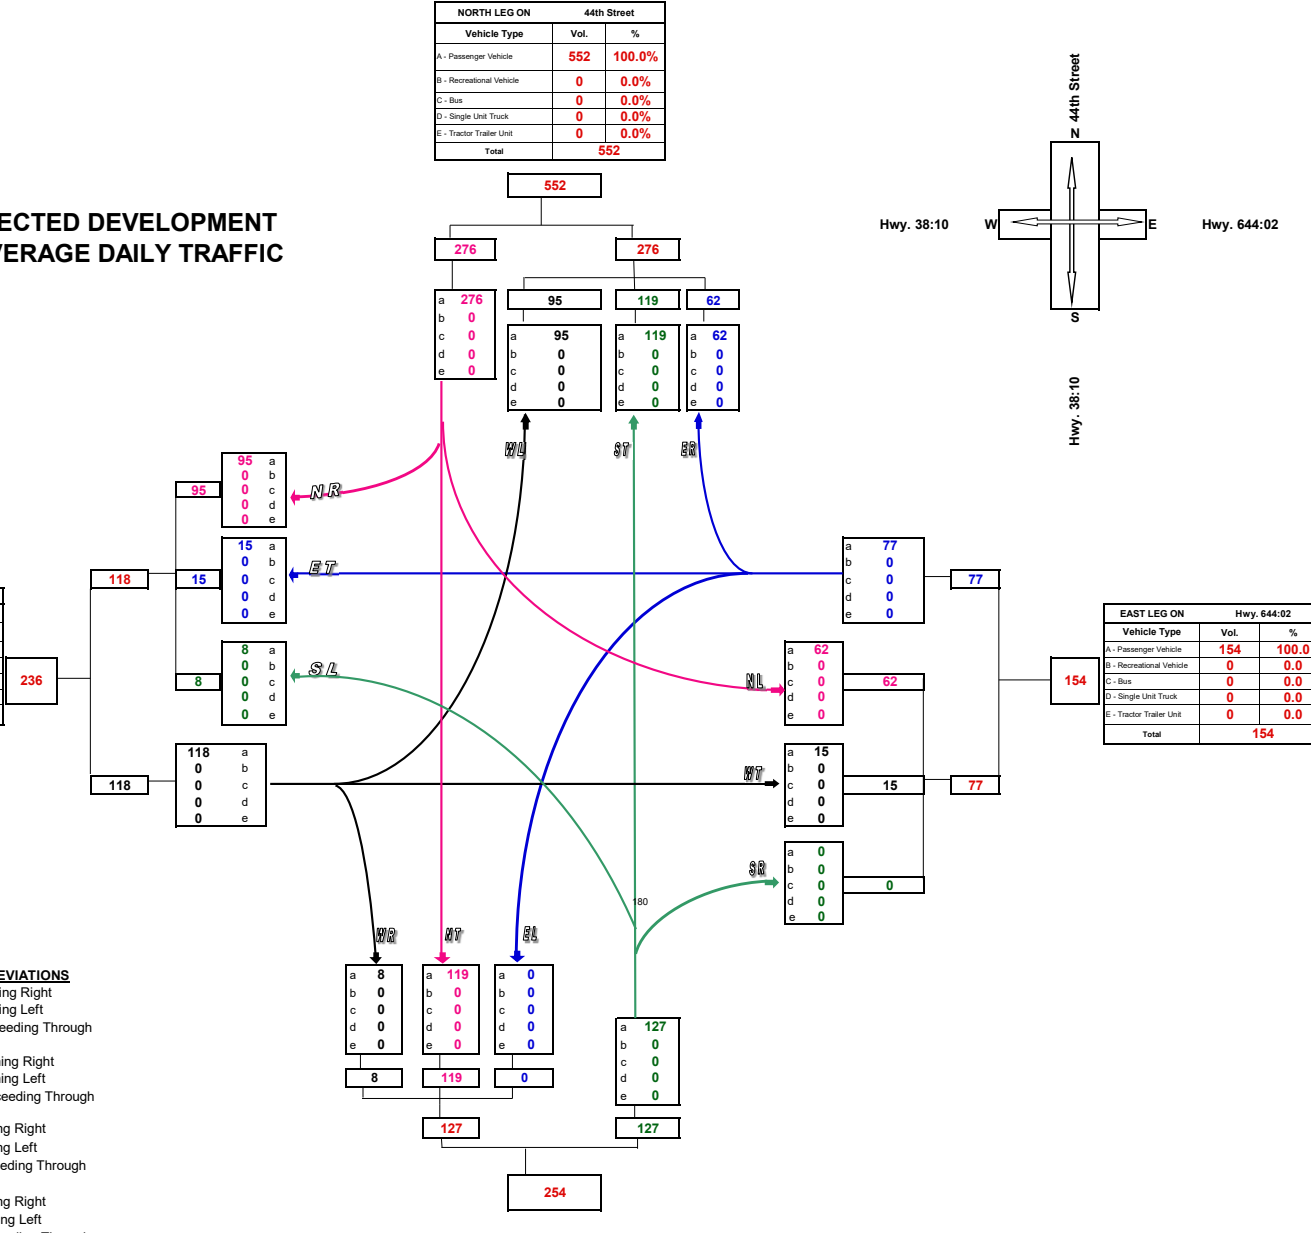 NORTH LEG ON 44th Street
Vehicle Type Vol. %
A - Passenger Vehicle 552 100.0%
B - Recreational Vehicle 0 0.0%
C - Bus 0 0.0%
D - Single Unit Truck 0 0.0%
E - Tractor Trailer Unit 0 0.0%
Total 552
552
44th Street
N
Hwy. 38:10 W E Hwy. 644:02
S
Hwy. 38:10
ECTED DEVELOPMENT
VERAGE DAILY TRAFFIC
276 276
95 119 62
a 276
b 0
c 0
d 0
e 0
a 95
b 0
c 0
d 0
e 0
a 119
b 0
c 0
d 0
e 0
a 62
b 0
c 0
d 0
e 0
WL ST ER
95
95 a
0 b
0 c
0 d
0 e
NR
118 15
15 a
0 b
0 c
0 d
0 e
ET
a 77
b 0
c 0
d 0
e 0
77
8
8 a
0 b
0 c
0 d
0 e
SL
236
NL
a 62
b 0
c 0
d 0
e 0
62
154
EAST LEG ON Hwy. 644:02
Vehicle Type Vol. %
A - Passenger Vehicle 154 100.0
B - Recreational Vehicle 0 0.0
C - Bus 0 0.0
D - Single Unit Truck 0 0.0
E - Tractor Trailer Unit 0 0.0
Total 154
118
118 a
0 b
0 c
0 d
0 e
WT
a 15
b 0
c 0
d 0
e 0
15 77
SR
a 0
b 0
c 0
d 0
e 0
0
180
WR NT EL
a 8
b 0
c 0
d 0
e 0
a 119
b 0
c 0
d 0
e 0
a 0
b 0
c 0
d 0
e 0
a 127
b 0
c 0
d 0
e 0
8 119 0
127 127
254
EVIATIONS
ing Right
ing Left
eeding Through
ning Right
ning Left
ceeding Through
ng Right
ng Left
eeding Through
ng Right
ing Left